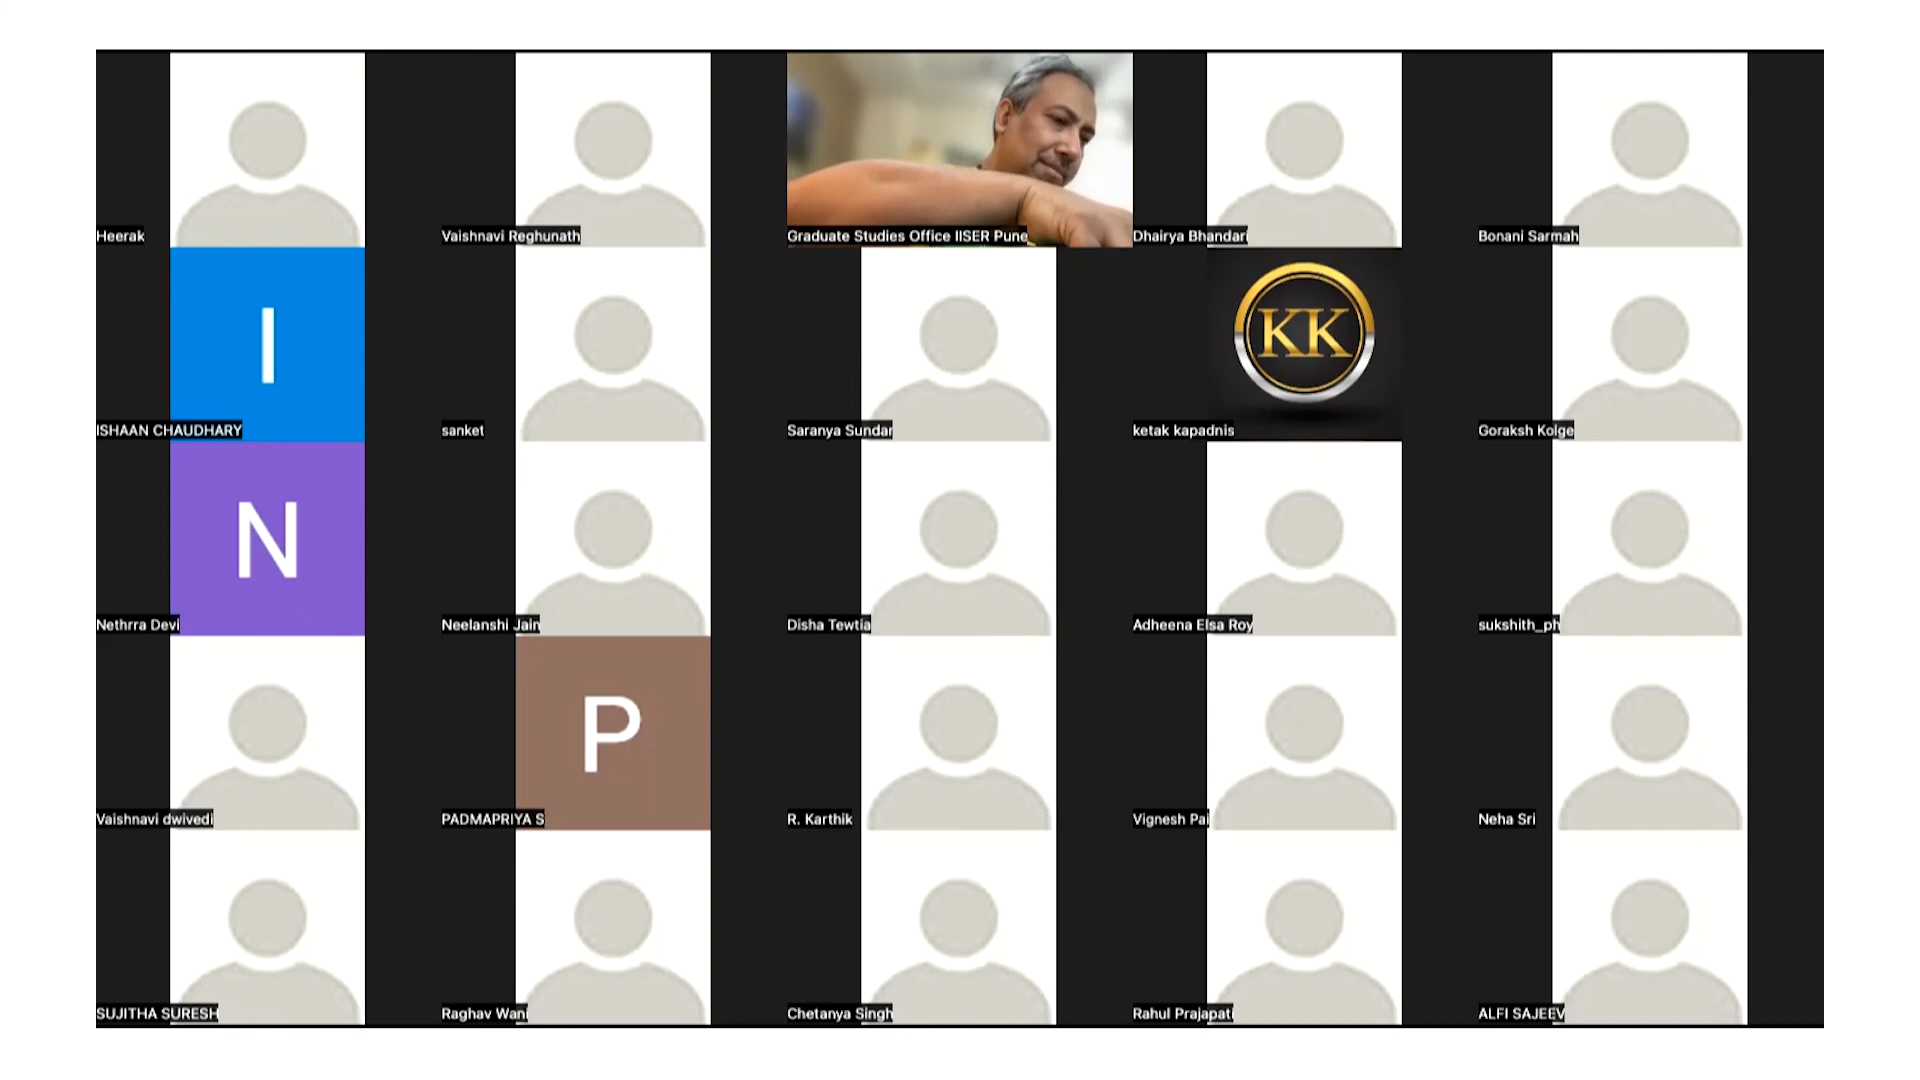 Heerak
Vaishnavi Reghunath
Graduate Studies Office IISER Pune
Dhairya Bhandari
Bonani Sarmah
I
KK
ISHAAN CHAUDHARY
sanket
Saranya Sundar
ketak kapadnis
Goraksh Kolge
N
Nethrra Devi
Neelanshi Jain
Disha Tewtia
Adheena Elsa Roy
sukshith_ph
P
Vaishnavi dwivedi
PADMAPRIYA S
R. Karthik
Vignesh Pai
Neha Sri
SUJITHA SURESH
Raghav Wani
Chetanya Singh
Rahul Prajapati
ALFI SAJEEV